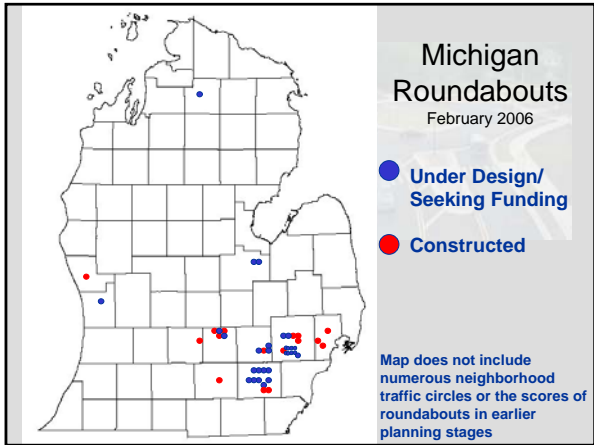 Michigan
Roundabouts
February 2006
Under Design/
Seeking Funding
Constructed
Map does not include
numerous neighborhood
traffic circles or the scores of
roundabouts in earlier
planning stages